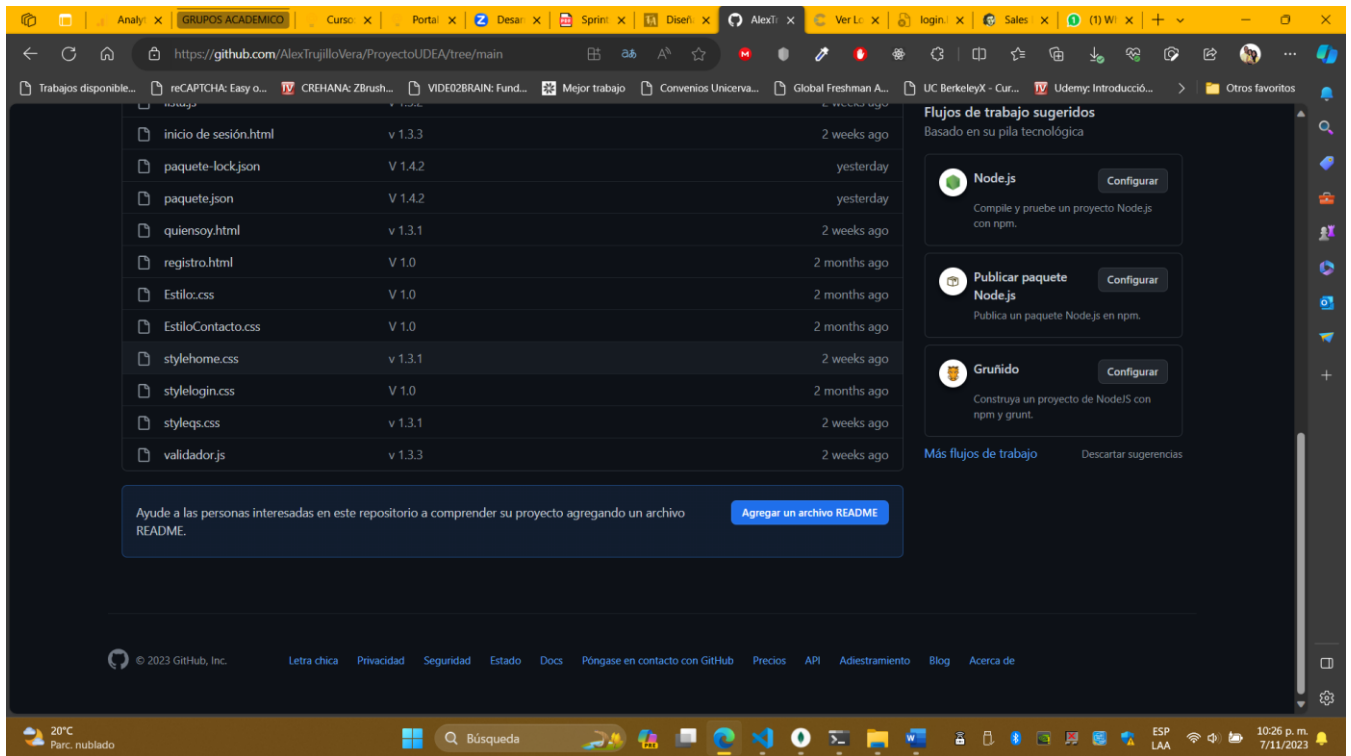 Analy
GRUPOS ACADEMICO
Curso:
Portal
Desar
Sprint
Diseñ
AlexTr
Ver Lo
login.i
Sales
(1) W
https://github.com/AlexTrujilloVera/ProyectoUDEA/tree/main
Trabajos disponible...
reCAPTCHA: Easy o...
CREHANA: ZBrush...
VIDEO2BRAIN: Fund...
Mejor trabajo
Convenios Unicerva...
Global Freshman A...
UC BerkeleyX - Cur...
Udemy: Introducció...
Otros favoritos
inicio de sesión.html v 1.3.3 2 weeks ago
paquete-lock.json V 1.4.2 yesterday
paquete.json V 1.4.2 yesterday
quiensoy.html v 1.3.1 2 weeks ago
registro.html V 1.0 2 months ago
Estilo:.css V 1.0 2 months ago
EstiloContacto.css V 1.0 2 months ago
stylehome.css v 1.3.1 2 weeks ago
stylelogin.css V 1.0 2 months ago
styleqs.css v 1.3.1 2 weeks ago
validador.js v 1.3.3 2 weeks ago
Ayude a las personas interesadas en este repositorio a comprender su proyecto agregando un archivo
README.
Agregar un archivo README
Flujos de trabajo sugeridos
Basado en su pila tecnológica
Node.js
Configurar
Compile y pruebe un proyecto Node.js
con npm.
Publicar paquete
Node.js
Configurar
Publica un paquete Node.js en npm.
Gruñido
Configurar
Construya un proyecto de NodeJS con
npm y grunt.
Más flujos de trabajo
Descartar sugerencias
© 2023 GitHub, Inc.
Letra chica Privacidad Seguridad Estado Docs Póngase en contacto con GitHub Precios API Adiestramiento Blog Acerca de
20°C
Parc. nublado
Búsqueda
ESP
LAA
10:26 p. m.
7/11/2023